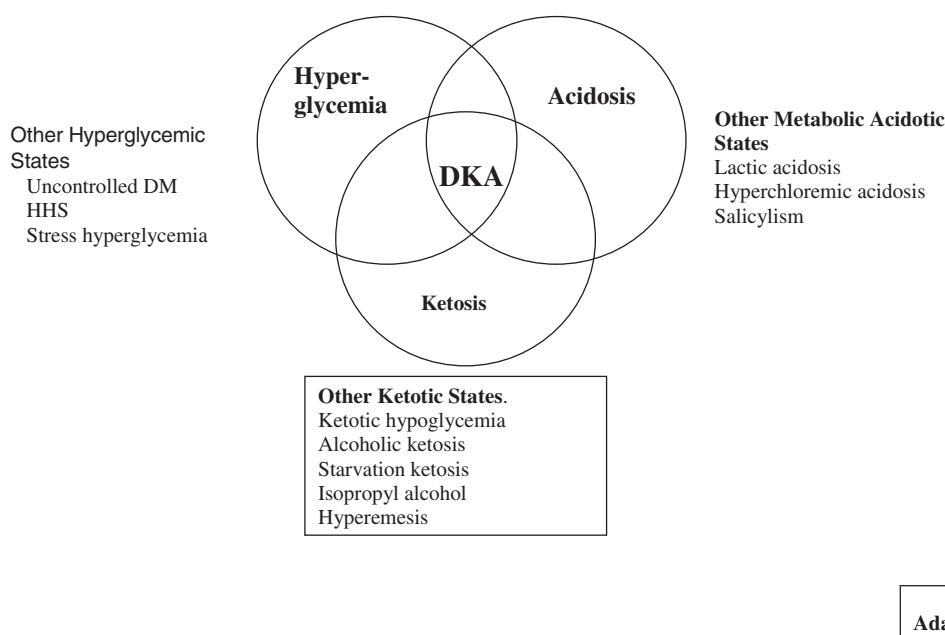 Hyper-
glycemia
Acidosis
DKA
Ketosis
Other Hyperglycemic
States
Uncontrolled DM
HHS
Stress hyperglycemia
Other Metabolic Acidotic
States
Lactic acidosis
Hyperchloremic acidosis
Salicylism
Other Ketotic States.
Ketotic hypoglycemia
Alcoholic ketosis
Starvation ketosis
Isopropyl alcohol
Hyperemesis
Ada